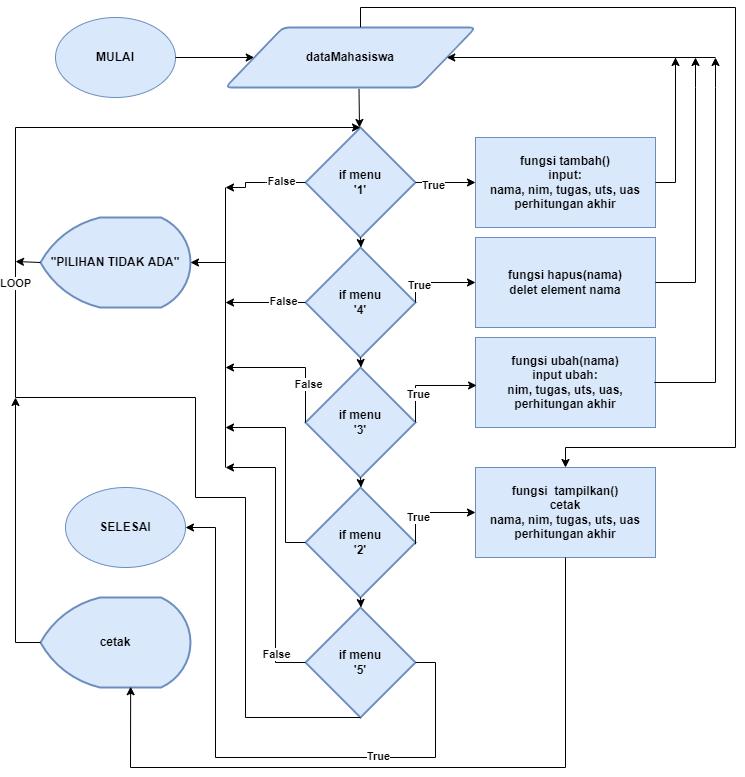 MULAI
dataMahasiswa
if menu
'1'
False
True
fungsi tambah()
input:
nama, nim, tugas, uts, uas
perhitungan akhir
"PILIHAN TIDAK ADA"
LOOP
if menu
'4'
False
True
fungsi hapus(nama)
delet element nama
if menu
'3'
False
True
fungsi ubah(nama)
input ubah:
nim, tugas, uts, uas,
perhitungan akhir
SELESAI
if menu
'2'
True
fungsi  tampilkan()
cetak
nama, nim, tugas, uts, uas
perhitungan akhir
cetak
if menu
'5'
False
True